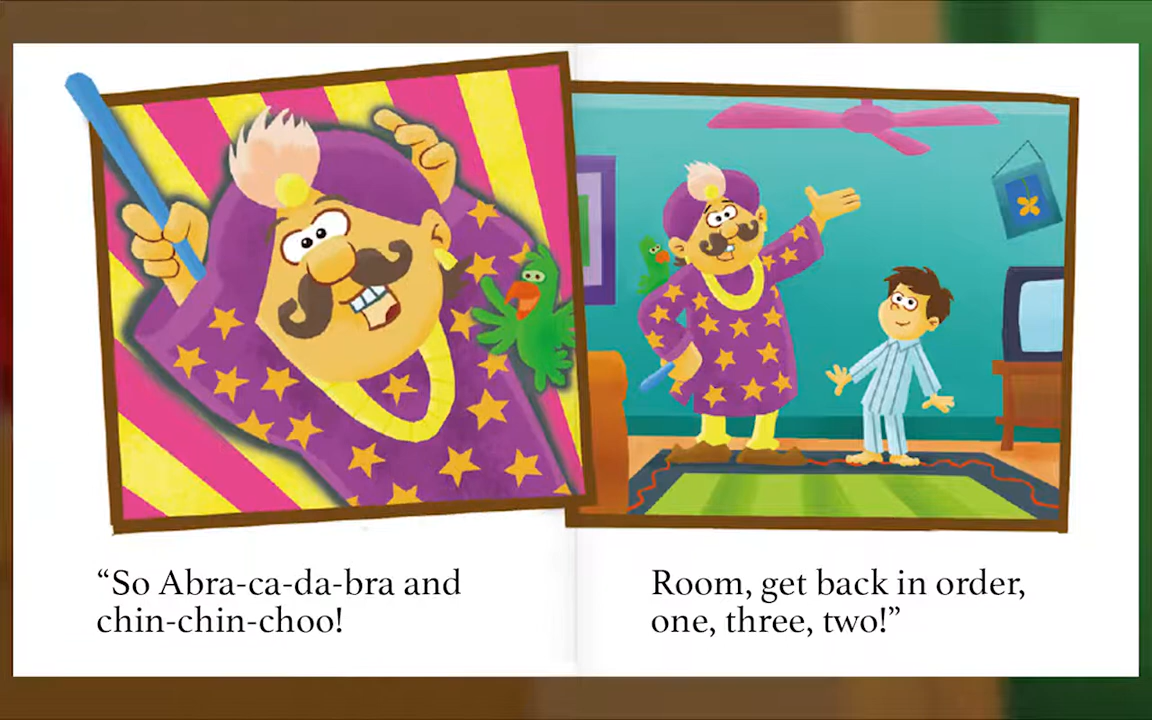 “So Abra-ca-da-bra and
chin-chin-choo!
Room, get back in order,
one, three, two!”